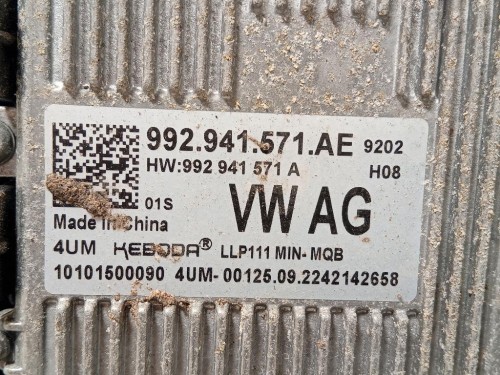 992.941.571.AE 9202
HW:992 941 571 A H08
01S
VW AG
Made in China
4UM KEBODA® LLP111 MIN-MQB
10101500090 4UM-00125.09.2242142658